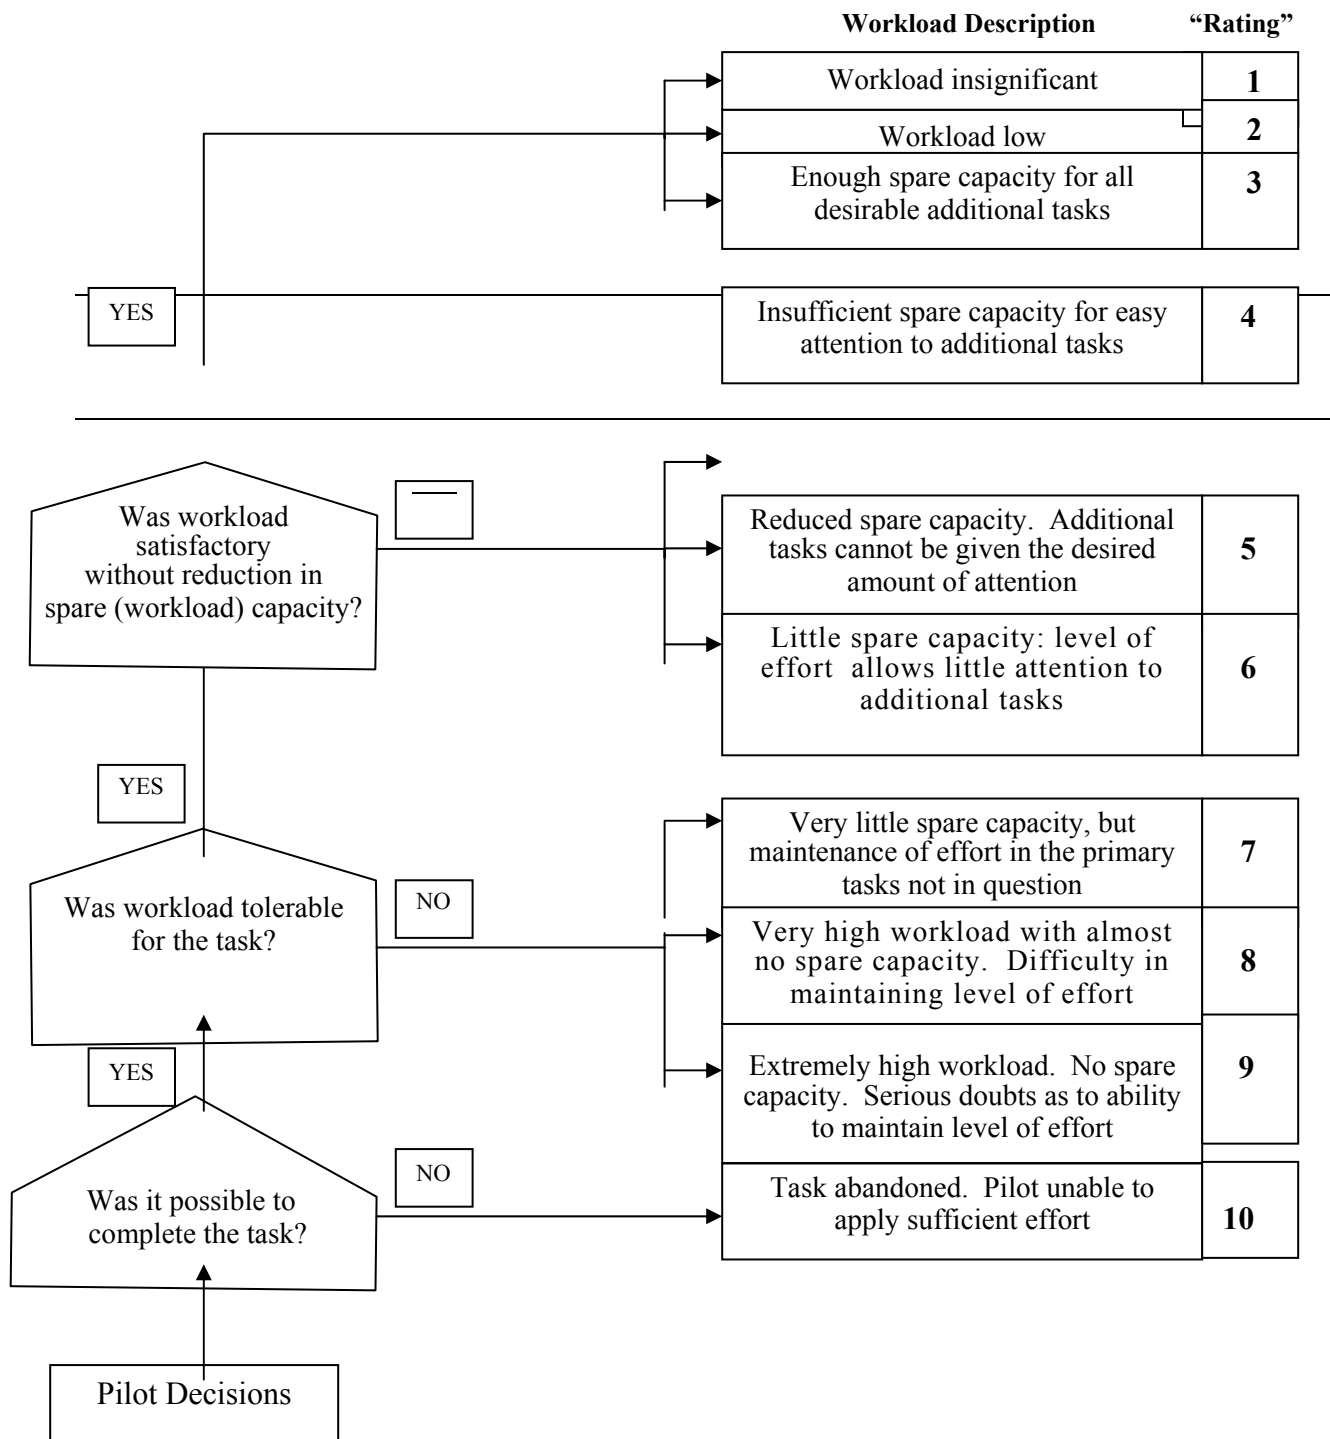 Workload Description “Rating”
Workload insignificant 1
Workload low 2
Enough spare capacity for all 3
desirable additional tasks
YES
Insufficient spare capacity for easy 4
attention to additional tasks
Was workload
satisfactory
without reduction in
spare (workload) capacity?
Reduced spare capacity. Additional
tasks cannot be given the desired 5
amount of attention
Little spare capacity: level of
effort allows little attention to 6
additional tasks
YES
Very little spare capacity, but
maintenance of effort in the primary 7
tasks not in question
Was workload tolerable
for the task?
NO
Very high workload with almost
no spare capacity. Difficulty in 8
maintaining level of effort
YES
Extremely high workload. No spare 9
capacity. Serious doubts as to ability
to maintain level of effort
Was it possible to
complete the task?
NO
Task abandoned. Pilot unable to
apply sufficient effort 10
Pilot Decisions